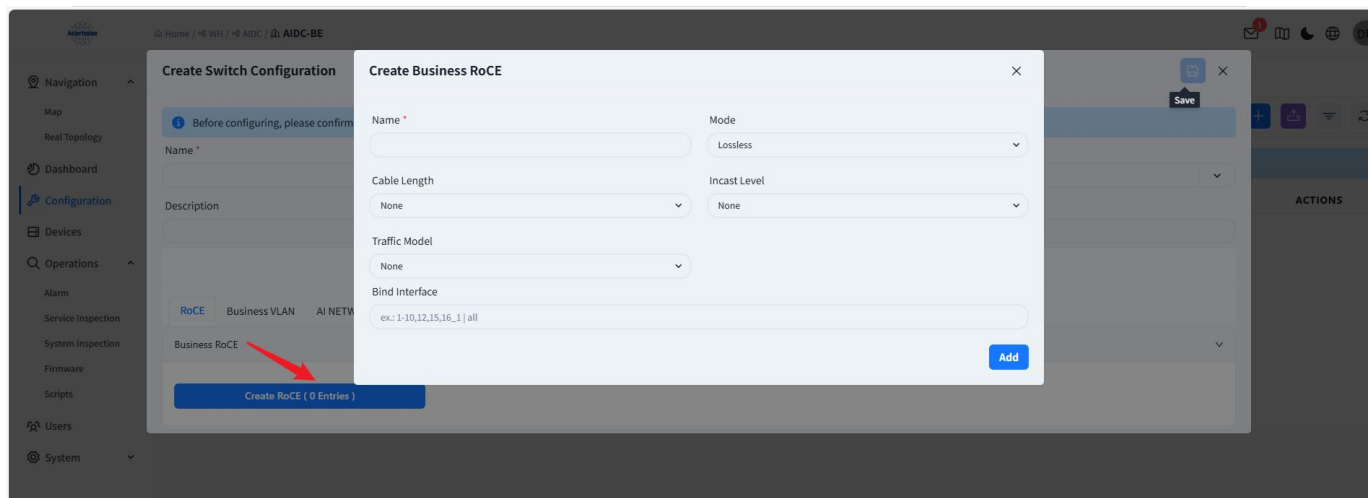 Asterfusion
Home / WH / AIDC / AIDC-BE
1
Navigation
Map
Real Topology
Dashboard
Configuration
Devices
Operations
Alarm
Service Inspection
System Inspection
Firmware
Scripts
Users
System
Create Switch Configuration
Save
Before configuring, please confirm
Name *
Description
ACTIONS
RoCE Business VLAN AI NETW
Business RoCE
Create RoCE ( 0 Entries )
Create Business RoCE
Name * Mode
Lossless
Cable Length Incast Level
None None
Traffic Model
None
Bind Interface
ex.: 1-10,12,15,16_1 | all
Add